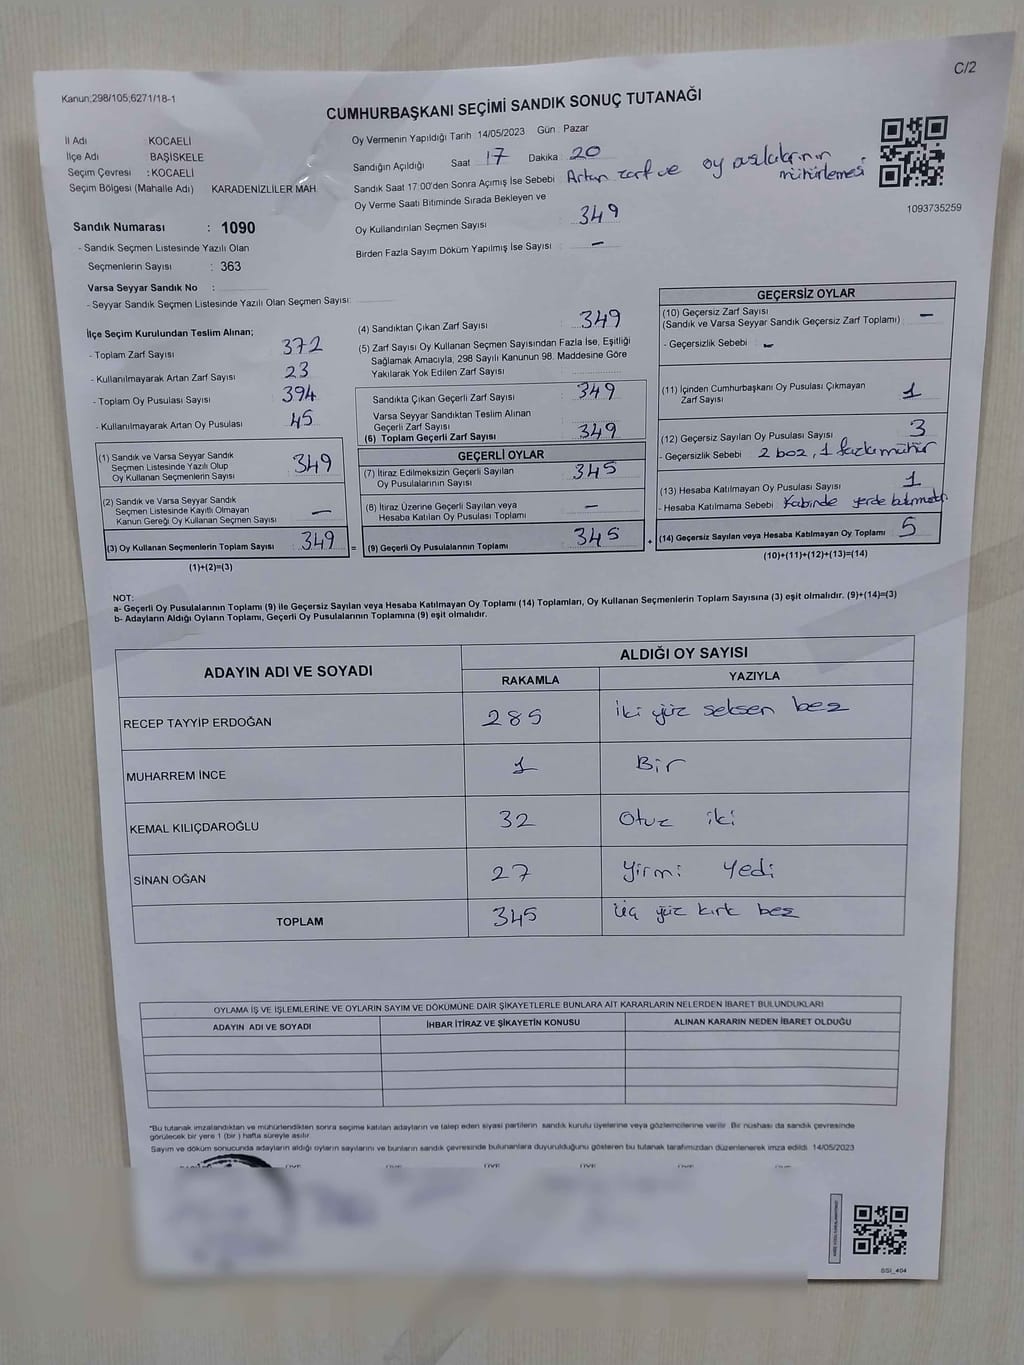 C/2
Kanun;298/105;6271/18-1
CUMHURBAŞKANI SEÇİMİ SANDIK SONUÇ TUTANAĞI
İl Adı KOCAELİ
İlçe Adı BAŞİSKELE
Seçim Çevresi : KOCAELİ
Seçim Bölgesi (Mahalle Adı) KARADENİZLİLER MAH
Oy Vermenin Yapıldığı Tarih 14/05/2023 Gün . Pazar
Sandığın Açıldığı Saat 17 Dakika : 20
Sandık Saat 17:00'den Sonra Açımış İse Sebebi Artan zarf ve oy pusulalarının mühürlemesi
Oy Verme Saati Bitiminde Sırada Bekleyen ve
Oy Kullandırılan Seçmen Sayısı 349
Birden Fazla Sayım Döküm Yapılmış İse Sayısı : –
1093735259
Sandık Numarası : 1090
- Sandık Seçmen Listesinde Yazılı Olan
Seçmenlerin Sayısı : 363
Varsa Seyyar Sandık No :
- Seyyar Sandık Seçmen Listesinde Yazılı Olan Seçmen Sayısı:
İlçe Seçim Kurulundan Teslim Alınan;
- Toplam Zarf Sayısı 372
- Kullanılmayarak Artan Zarf Sayısı 23
- Toplam Oy Pusulası Sayısı 394
- Kullanılmayarak Artan Oy Pusulası 45
(1) Sandık ve Varsa Seyyar Sandık
Seçmen Listesinde Yazılı Olup
Oy Kullanan Seçmenlerin Sayısı 349
(2) Sandık ve Varsa Seyyar Sandık
Seçmen Listesinde Kayıtlı Olmayan
Kanun Gereği Oy Kullanan Seçmen Sayısı –
(3) Oy Kullanan Seçmenlerin Toplam Sayısı 349 =
(1)+(2)=(3)
(4) Sandıktan Çıkan Zarf Sayısı 349
(5) Zarf Sayısı Oy Kullanan Seçmen Sayısından Fazla İse, Eşitliği
Sağlamak Amacıyla, 298 Sayılı Kanunun 98. Maddesine Göre
Yakılarak Yok Edilen Zarf Sayısı
Sandıkta Çıkan Geçerli Zarf Sayısı 349
Varsa Seyyar Sandıktan Teslim Alınan
Geçerli Zarf Sayısı
(6) Toplam Geçerli Zarf Sayısı 349
GEÇERLİ OYLAR
(7) İtiraz Edilmeksizin Geçerli Sayılan
Oy Pusulalarının Sayısı 345
(8) İtiraz Üzerine Geçerli Sayılan veya
Hesaba Katılan Oy Pusulası Toplamı –
(9) Geçerli Oy Pusulalarının Toplamı 345 +
GEÇERSİZ OYLAR
(10) Geçersiz Zarf Sayısı
(Sandık ve Varsa Seyyar Sandık Geçersiz Zarf Toplamı) –
- Geçersizlik Sebebi : –
(11) İçinden Cumhurbaşkanı Oy Pusulası Çıkmayan
Zarf Sayısı 1
(12) Geçersiz Sayılan Oy Pusulası Sayısı 3
- Geçersizlik Sebebi 2 boz, 1 fazla mühür
(13) Hesaba Katılmayan Oy Pusulası Sayısı 1
- Hesaba Katılmama Sebebi Kabinde yerde
(14) Geçersiz Sayılan veya Hesaba Katılmayan Oy Toplamı 5
(10)+(11)+(12)+(13)=(14)
NOT:
a- Geçerli Oy Pusulalarının Toplamı (9) ile Geçersiz Sayılan veya Hesaba Katılmayan Oy Toplamı (14) Toplamları, Oy Kullanan Seçmenlerin Toplam Sayısına (3) eşit olmalıdır. (9)+(14)=(3)
b- Adayların Aldığı Oyların Toplamı, Geçerli Oy Pusulalarının Toplamına (9) eşit olmalıdır.
ADAYIN ADI VE SOYADI
ALDIĞI OY SAYISI
RAKAMLA YAZIYLA
RECEP TAYYİP ERDOĞAN 285 iki yüz seksen beş
MUHARREM İNCE 1 Bir
KEMAL KILIÇDAROĞLU 32 Otuz iki
SİNAN OĞAN 27 Yirmi Yedi
TOPLAM 345 üç yüz kırk beş
OYLAMA İŞ VE İŞLEMLERİNE VE OYLARIN SAYIM VE DÖKÜMÜNE DAİR ŞİKAYETLERLE BUNLARA AİT KARARLARIN NELERDEN İBARET BULUNDUKLARI
ADAYIN ADI VE SOYADI İHBAR İTİRAZ VE ŞİKAYETİN KONUSU ALINAN KARARIN NEDEN İBARET OLDUĞU
*Bu tutanak imzalandıktan ve mühürlendikten sonra seçime katılan adayların ve talep eden siyasi partilerin sandık kurulu üyelerine veya gözlemcilerine verilir. Bir nüshası da sandık çevresinde
görülecek bir yere 1 (bir ) hafta süreyle asılır.
Sayım ve döküm sonucunda adayların aldığı oyların sayılarını ve bunların sandık çevresinde bulunanlara duyurulduğunu gösteren bu tutanak tarafımızdan düzenlenerek imza edildi. 14/05/2023
SSİ_404